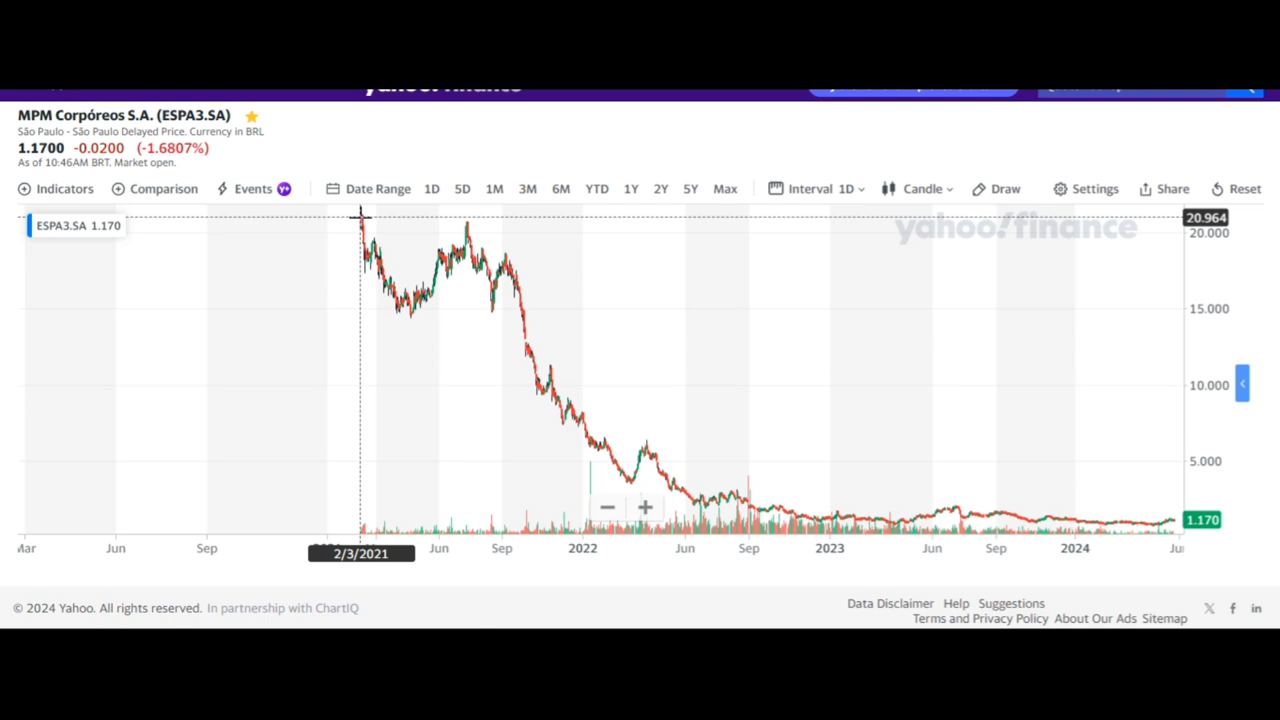 MPM Corpóreos S.A. (ESPA3.SA)
São Paulo - São Paulo Delayed Price. Currency in BRL
1.1700 -0.0200 (-1.6807%)
As of 10:46AM BRT. Market open.
Indicators Comparison Events Y+ Date Range 1D 5D 1M 3M 6M YTD 1Y 2Y 5Y Max Interval 1D Candle Draw Settings Share Reset
ESPA3.SA 1.170
yahoo!finance
20.964
20.000
15.000
10.000
5.000
1.170
Mar Jun Sep Jun Sep 2022 Jun Sep 2023 Jun Sep 2024
2/3/2021
© 2024 Yahoo. All rights reserved. In partnership with ChartIQ
Data Disclaimer Help Suggestions
Terms and Privacy Policy About Our Ads Sitemap